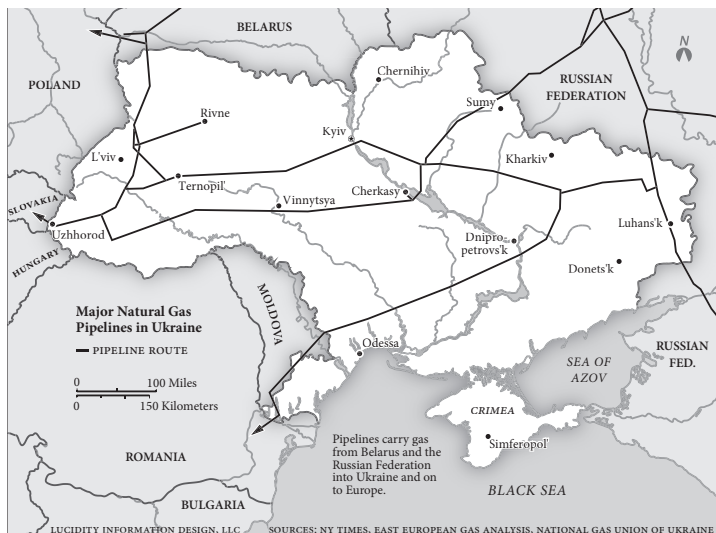 BELARUS
N
POLAND
Chernihiv
RUSSIAN
FEDERATION
Sumy
Rivne
Kyiv
L'viv
Kharkiv
Ternopil'
Cherkasy
SLOVAKIA
Vinnytsya
Uzhhorod
Luhans'k
Dnipro-
petrovs'k
HUNGARY
Donets'k
MOLDOVA
Major Natural Gas
Pipelines in Ukraine
PIPELINE ROUTE
Odessa
RUSSIAN
FED.
SEA OF
AZOV
0 100 Miles
0 150 Kilometers
CRIMEA
Simferopol'
Pipelines carry gas
from Belarus and the
Russian Federation
into Ukraine and on
to Europe.
ROMANIA
BLACK SEA
BULGARIA
LUCIDITY INFORMATION DESIGN, LLC
SOURCES: NY TIMES, EAST EUROPEAN GAS ANALYSIS, NATIONAL GAS UNION OF UKRAINE